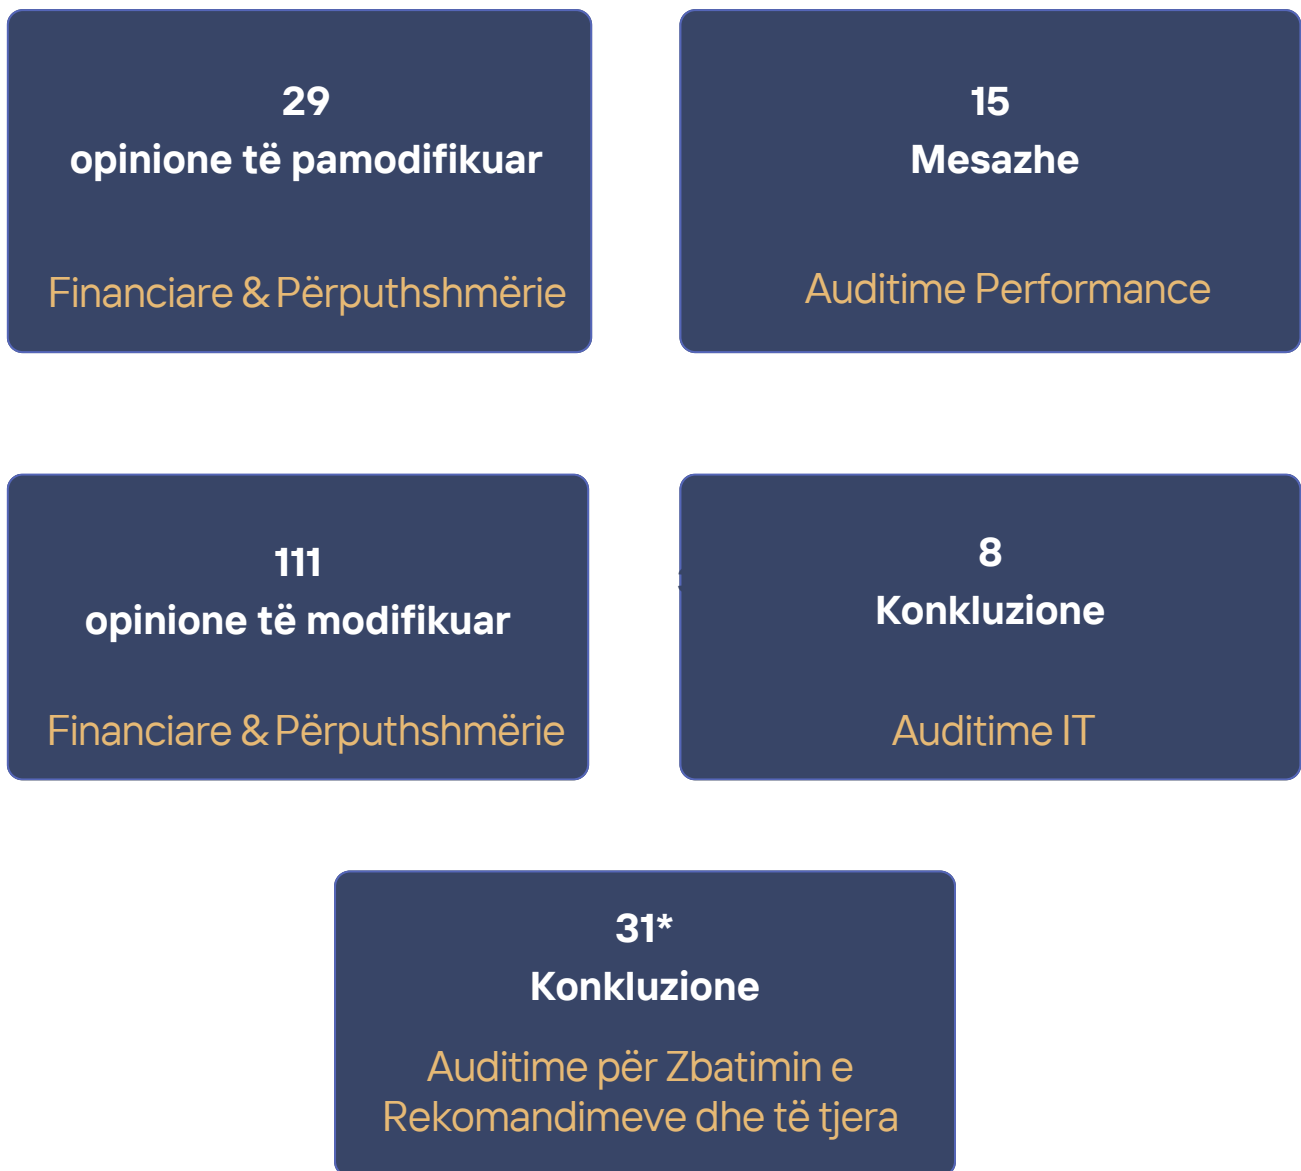 29
opinione të pamodifikuar
Financiare & Përputhshmërie
15
Mesazhe
Auditime Performance
111
opinione të modifikuar
Financiare & Përputhshmërie
8
Konkluzione
Auditime IT
31*
Konkluzione
Auditime për Zbatimin e
Rekomandimeve dhe të tjera